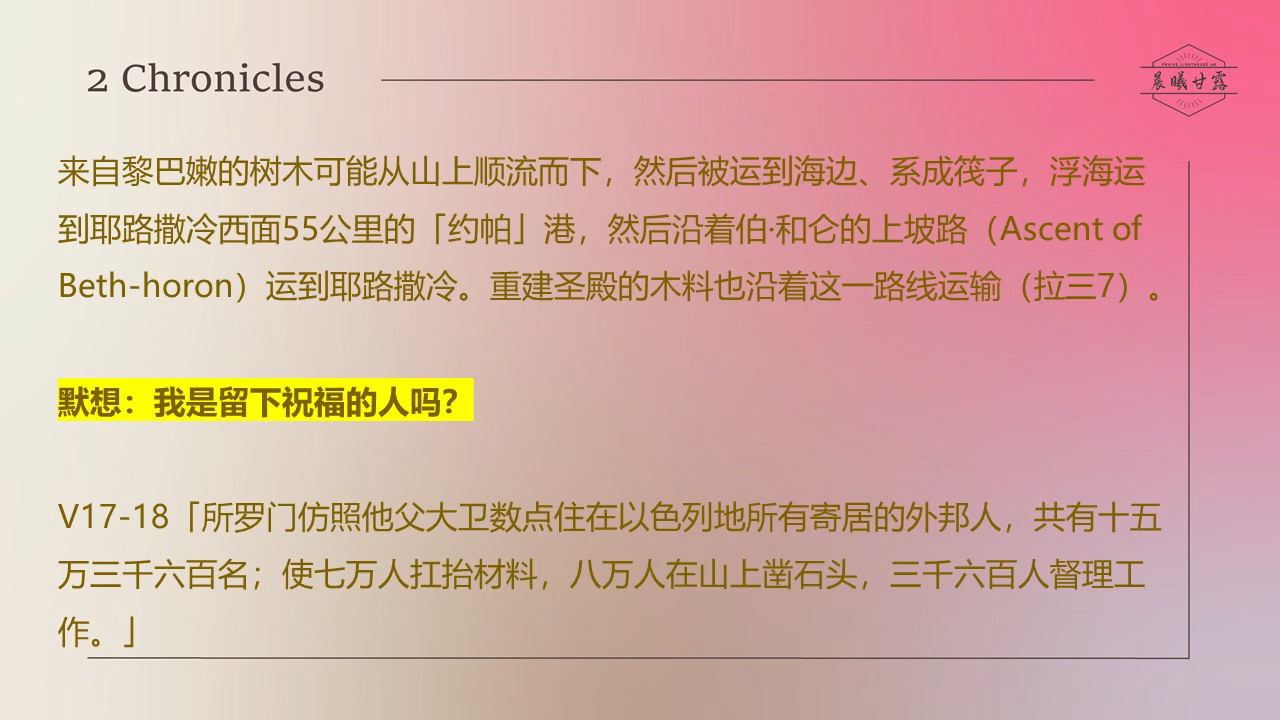 2 Chronicles
PRAISE LIGHTHOUSE AR
晨曦甘露
来自黎巴嫩的树木可能从山上顺流而下，然后被运到海边、系成筏子，浮海运
到耶路撒冷西面55公里的「约帕」港，然后沿着伯·和仑的上坡路（Ascent of
Beth-horon）运到耶路撒冷。重建圣殿的木料也沿着这一路线运输（拉三7）。
默想：我是留下祝福的人吗？
V17-18「所罗门仿照他父大卫数点住在以色列地所有寄居的外邦人，共有十五
万三千六百名；使七万人扛抬材料，八万人在山上凿石头，三千六百人督理工
作。」